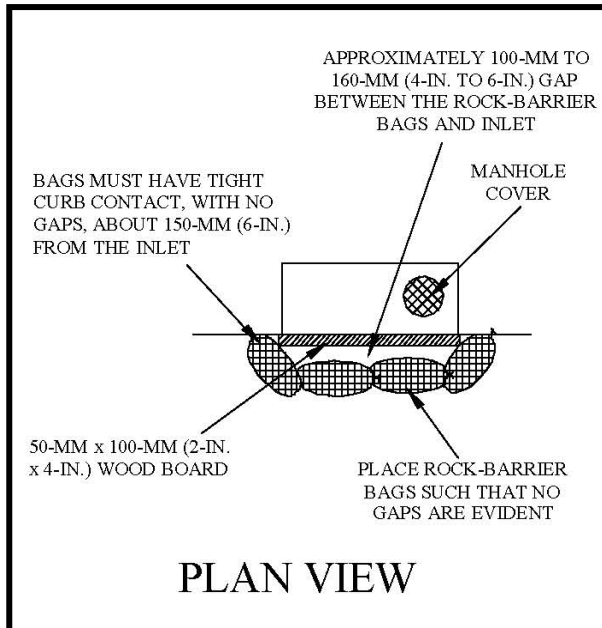 APPROXIMATELY 100-MM TO
160-MM (4-IN. TO 6-IN.) GAP
BETWEEN THE ROCK-BARRIER
BAGS AND INLET
BAGS MUST HAVE TIGHT
CURB CONTACT, WITH NO
GAPS, ABOUT 150-MM (6-IN.)
FROM THE INLET
MANHOLE
COVER
50-MM x 100-MM (2-IN.
x 4-IN.) WOOD BOARD
PLACE ROCK-BARRIER
BAGS SUCH THAT NO
GAPS ARE EVIDENT
PLAN VIEW